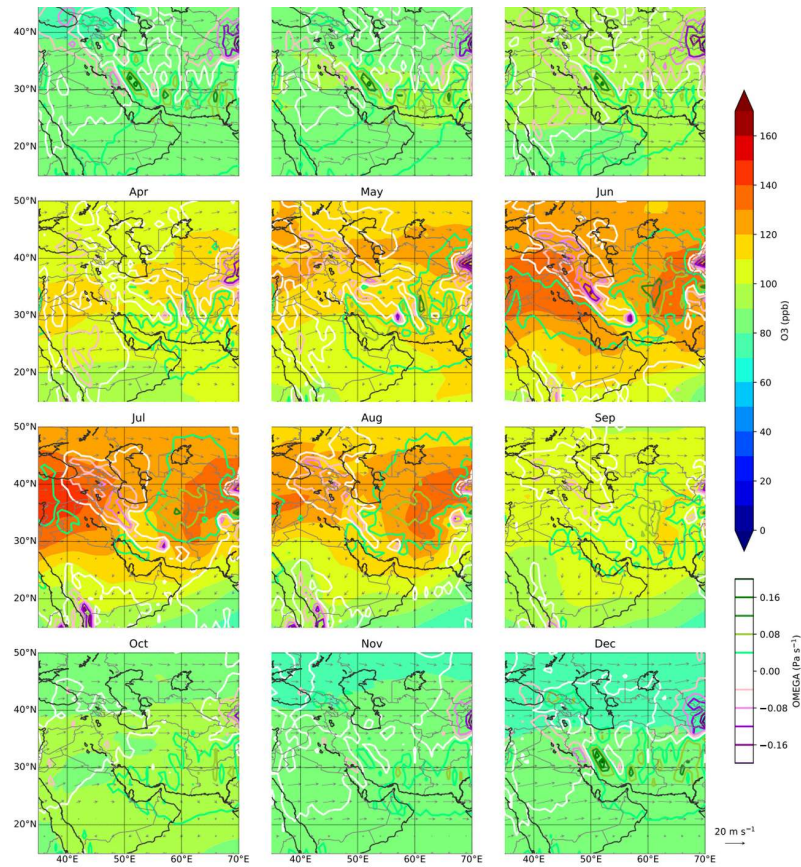 40°N
30°N
20°N
Apr
May
Jun
50°N
40°N
30°N
20°N
Jul
Aug
Sep
50°N
40°N
30°N
20°N
Oct
Nov
Dec
50°N
40°N
30°N
20°N
40°E 50°E 60°E 70°E
40°E 50°E 60°E 70°E
40°E 50°E 60°E 70°E
160
140
120
100
80
60
40
20
0
O3 (ppb)
0.16
0.08
0.00
−0.08
−0.16
OMEGA (Pa s⁻¹)
20 m s⁻¹